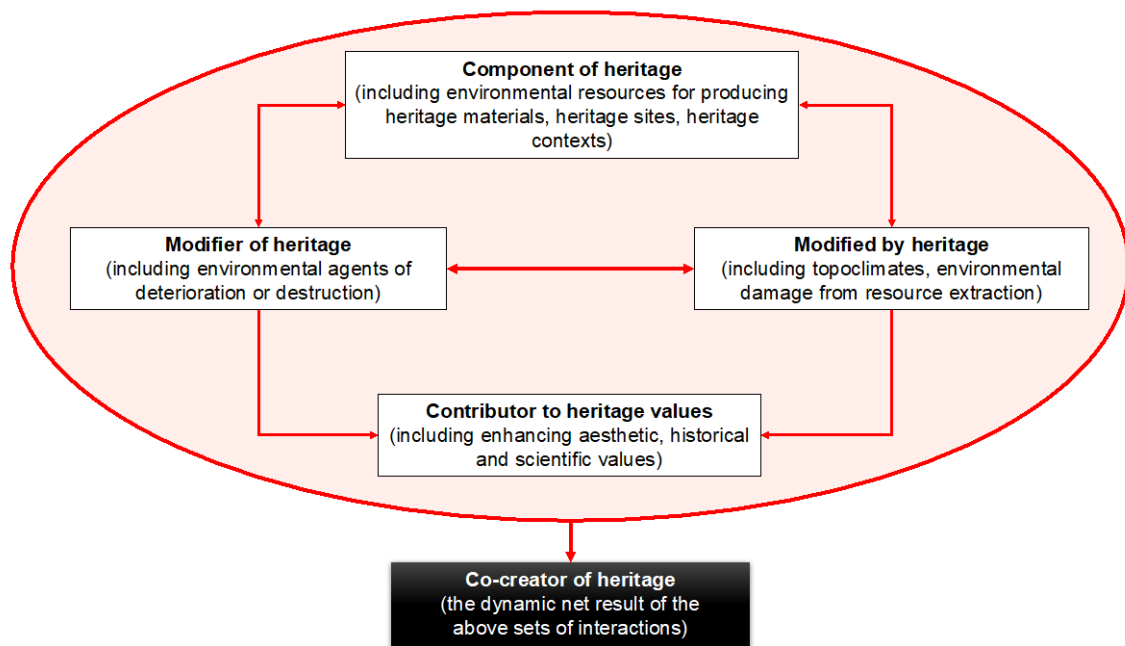 Component of heritage
(including environmental resources for producing
heritage materials, heritage sites, heritage
contexts)
Modifier of heritage
(including environmental agents of
deterioration or destruction)
Modified by heritage
(including topoclimates, environmental
damage from resource extraction)
Contributor to heritage values
(including enhancing aesthetic, historical
and scientific values)
Co-creator of heritage
(the dynamic net result of the
above sets of interactions)